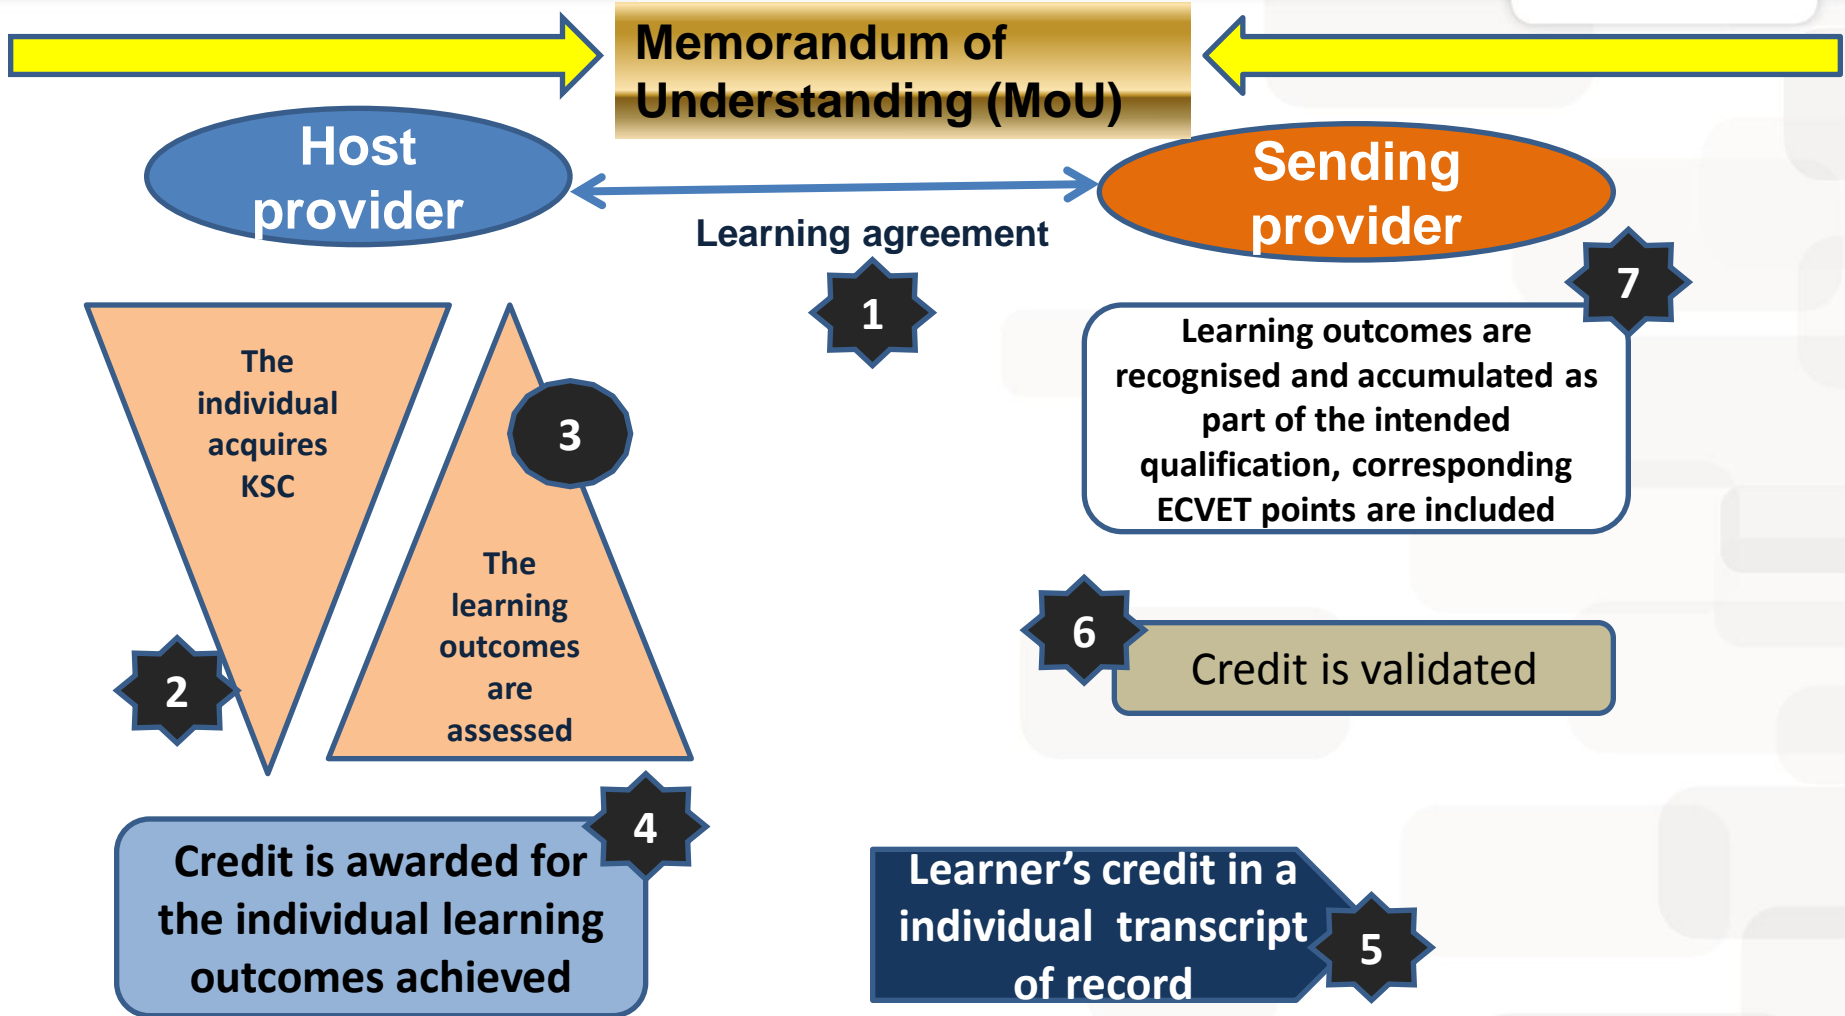 Memorandum of
Understanding (MoU)
Host
provider
Sending
provider
Learning agreement
1
7
Learning outcomes are
recognised and accumulated as
part of the intended
qualification, corresponding
ECVET points are included
The
individual
acquires
KSC
2
3
The
learning
outcomes
are
assessed
6
Credit is validated
4
Credit is awarded for
the individual learning
outcomes achieved
Learner’s credit in a
individual transcript
of record
5